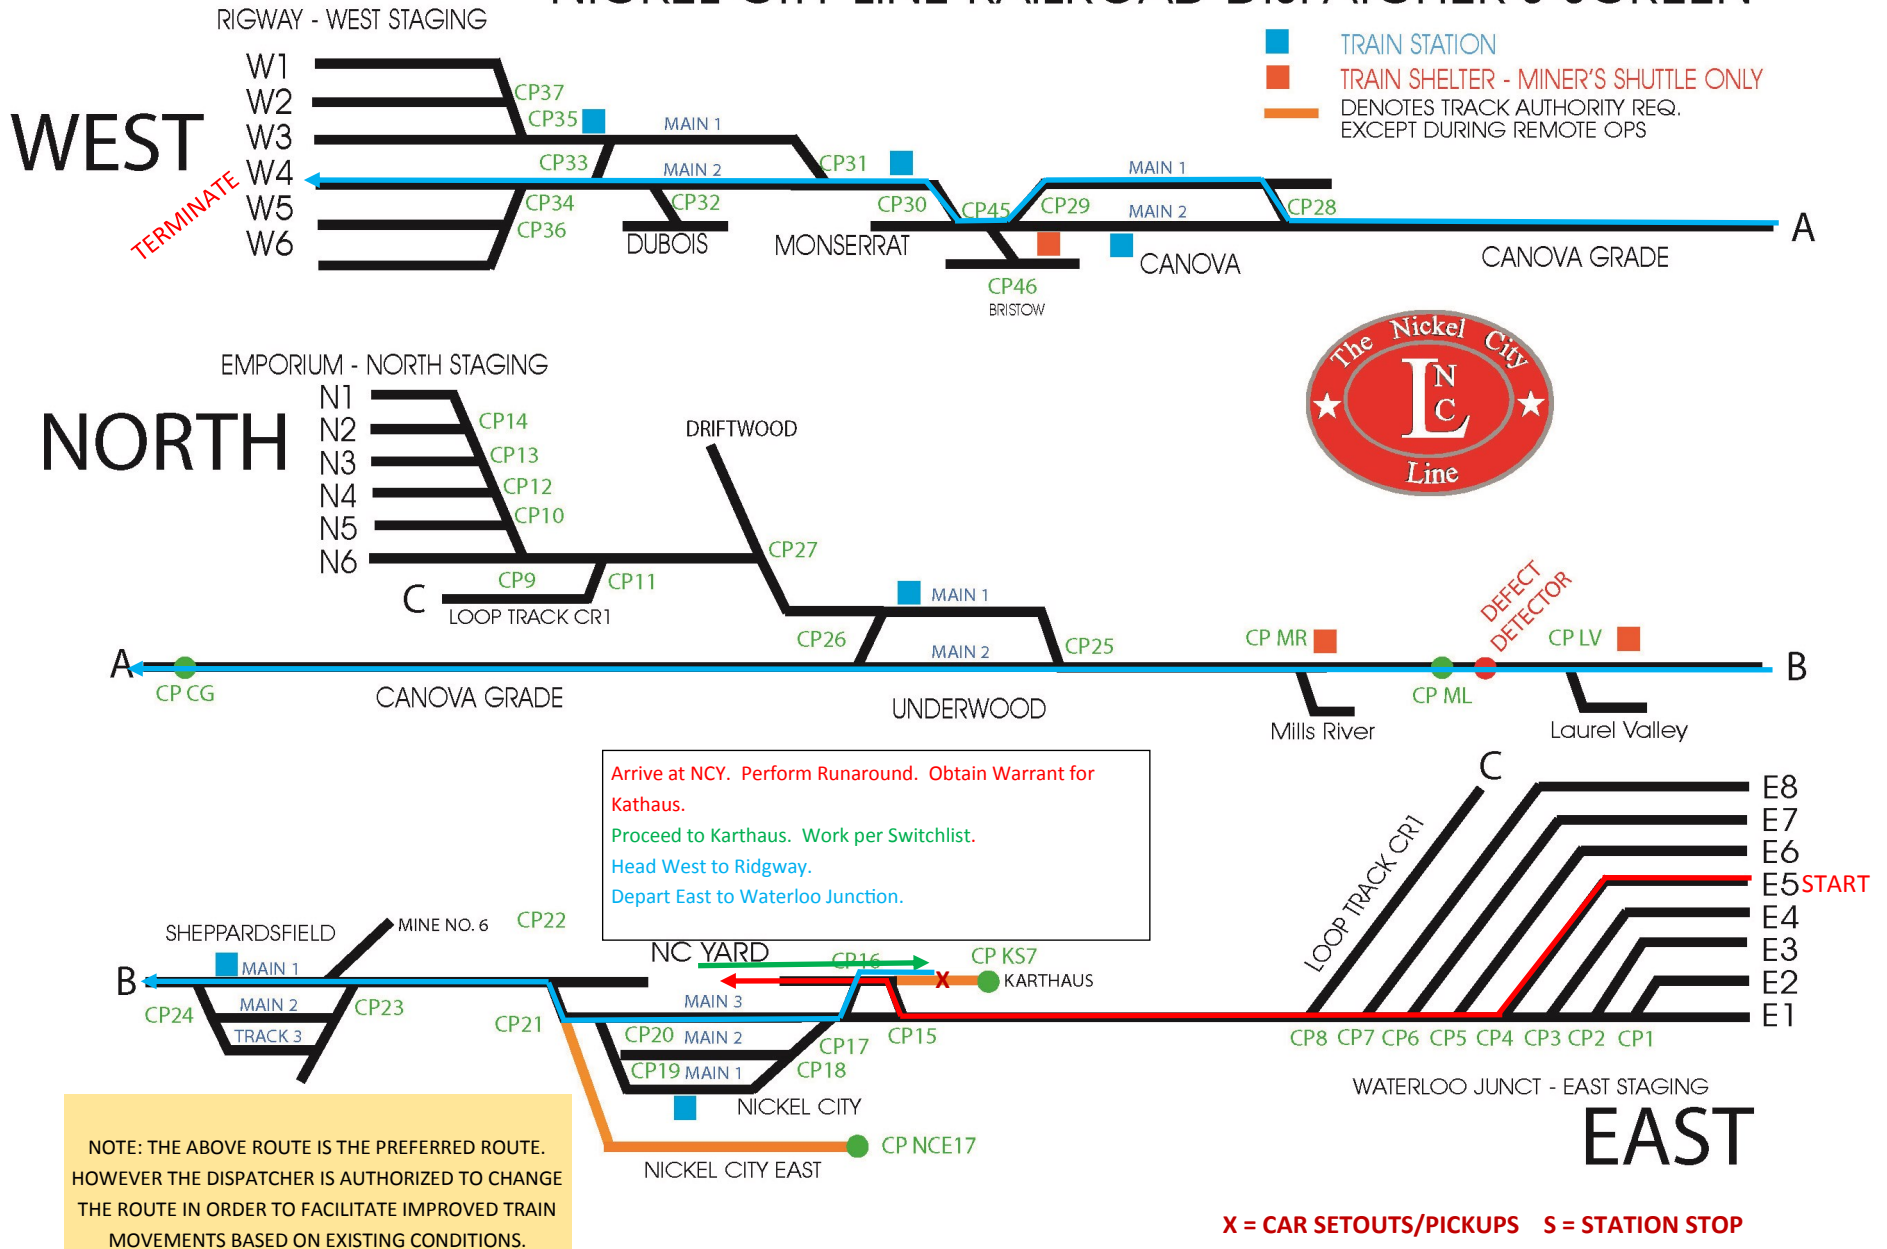 NICKEL CITY LINE RAILROAD DISPATCHER'S SCREEN
RIGWAY - WEST STAGING
TRAIN STATION
TRAIN SHELTER - MINER'S SHUTTLE ONLY
DENOTES TRACK AUTHORITY REQ.
EXCEPT DURING REMOTE OPS
WEST
W1
W2
W3
W4
W5
W6
TERMINATE
CP37
CP35
CP33
CP34
CP36
MAIN 1
MAIN 2
CP32
DUBOIS
CP31
MONSERRAT
CP30
CP45
CP29
MAIN 1
MAIN 2
CP28
CP46
BRISTOW
CANOVA
CANOVA GRADE
A
The Nickel City
L N C
Line
EMPORIUM - NORTH STAGING
NORTH
N1
N2
N3
N4
N5
N6
CP14
CP13
CP12
CP10
CP9
CP11
C
LOOP TRACK CR1
DRIFTWOOD
CP27
CP26
MAIN 1
MAIN 2
CP25
CP MR
DEFECT
DETECTOR
CP LV
A
CP CG
CANOVA GRADE
UNDERWOOD
Mills River
CP ML
Laurel Valley
B
Arrive at NCY. Perform Runaround. Obtain Warrant for
Kathaus.
Proceed to Karthaus. Work per Switchlist.
Head West to Ridgway.
Depart East to Waterloo Junction.
C
LOOP TRACK CR1
E8
E7
E6
E5 START
E4
E3
E2
E1
SHEPPARDSFIELD
MINE NO. 6
CP22
NC YARD
CP16
CP KS7
X
KARTHAUS
B
MAIN 1
MAIN 2
TRACK 3
CP24
CP23
CP21
MAIN 3
CP20
MAIN 2
CP19
MAIN 1
CP17
CP18
CP15
CP8
CP7
CP6
CP5
CP4
CP3
CP2
CP1
NICKEL CITY
WATERLOO JUNCT - EAST STAGING
EAST
CP NCE17
NICKEL CITY EAST
NOTE: THE ABOVE ROUTE IS THE PREFERRED ROUTE.
HOWEVER THE DISPATCHER IS AUTHORIZED TO CHANGE
THE ROUTE IN ORDER TO FACILITATE IMPROVED TRAIN
MOVEMENTS BASED ON EXISTING CONDITIONS.
X = CAR SETOUTS/PICKUPS S = STATION STOP